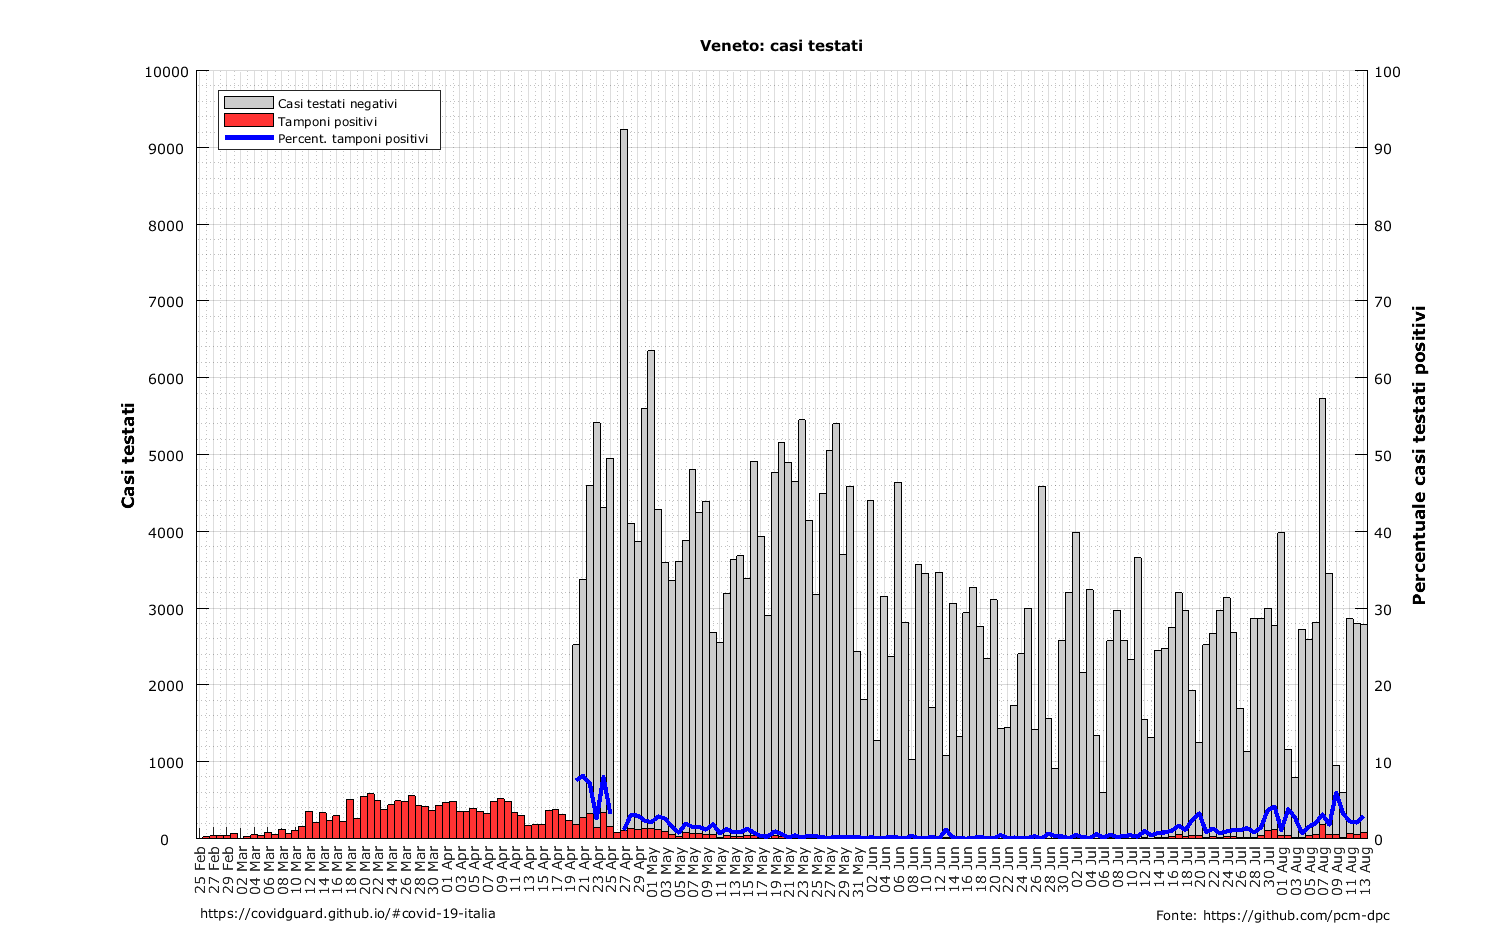 Veneto: casi testati
10000
9000
8000
7000
6000
5000
4000
3000
2000
1000
0
Casi testati
Casi testati negativi
Tamponi positivi
Percent. tamponi positivi
100
90
80
70
60
50
40
30
20
10
0
Percentuale casi testati positivi
25 Feb
27 Feb
29 Feb
02 Mar
04 Mar
06 Mar
08 Mar
10 Mar
12 Mar
14 Mar
16 Mar
18 Mar
20 Mar
22 Mar
24 Mar
26 Mar
28 Mar
30 Mar
01 Apr
03 Apr
05 Apr
07 Apr
09 Apr
11 Apr
13 Apr
15 Apr
17 Apr
19 Apr
21 Apr
23 Apr
25 Apr
27 Apr
29 Apr
01 May
03 May
05 May
07 May
09 May
11 May
13 May
15 May
17 May
19 May
21 May
23 May
25 May
27 May
29 May
31 May
02 Jun
04 Jun
06 Jun
08 Jun
10 Jun
12 Jun
14 Jun
16 Jun
18 Jun
20 Jun
22 Jun
24 Jun
26 Jun
28 Jun
30 Jun
02 Jul
04 Jul
06 Jul
08 Jul
10 Jul
12 Jul
14 Jul
16 Jul
18 Jul
20 Jul
22 Jul
24 Jul
26 Jul
28 Jul
30 Jul
01 Aug
03 Aug
05 Aug
07 Aug
09 Aug
11 Aug
13 Aug
https://covidguard.github.io/#covid-19-italia
Fonte: https://github.com/pcm-dpc